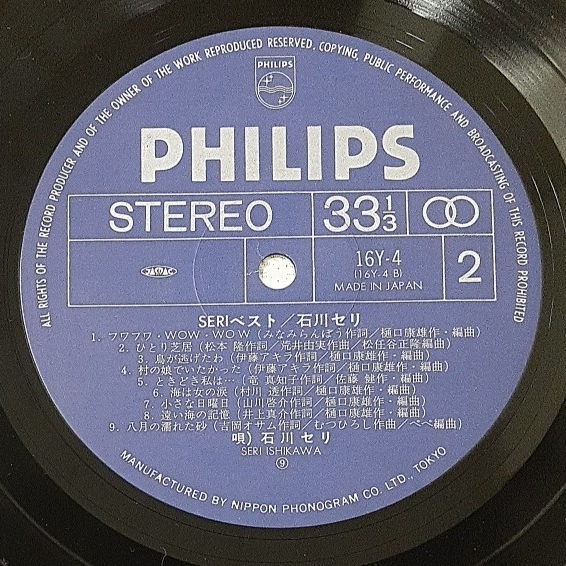 ALL RIGHTS OF THE RECORD PRODUCER AND OF THE OWNER OF THE WORK REPRODUCED RESERVED. COPYING, PUBLIC PERFORMANCE AND BROADCASTING OF THIS RECORD PROHIBITED
PHILIPS
PHILIPS
STEREO 33 1/3
JASRAC 16Y-4 2
(16Y-4 B)
MADE IN JAPAN
SERIベスト／石川セリ
1. フワフワ・WOW・WOW (みなみらんぼう作詞／樋口康雄作・編曲)
2. ひとり芝居 (松本 隆作詞／荒井由実作曲／松任谷正隆編曲)
3. 鳥が逃げたわ (伊藤アキラ作詞／樋口康雄作・編曲)
4. 村の娘でいたかった (伊藤アキラ作詞／樋口康雄作・編曲)
5. ときどき私は… (竜 真知子作詞／佐藤 健作・編曲)
6. 海は女の涙 (村川 透作詞／樋口康雄作・編曲)
7. 小さな日曜日 (山川啓介作詞／樋口康雄作・編曲)
8. 遠い海の記憶 (井上真介作詞／樋口康雄作・編曲)
9. 八月の濡れた砂 (吉岡オサム作詞／むつひろし作曲／ペペ編曲)
唄) 石川セリ
SERI ISHIKAWA
⑨
MANUFACTURED BY NIPPON PHONOGRAM CO. LTD., TOKYO